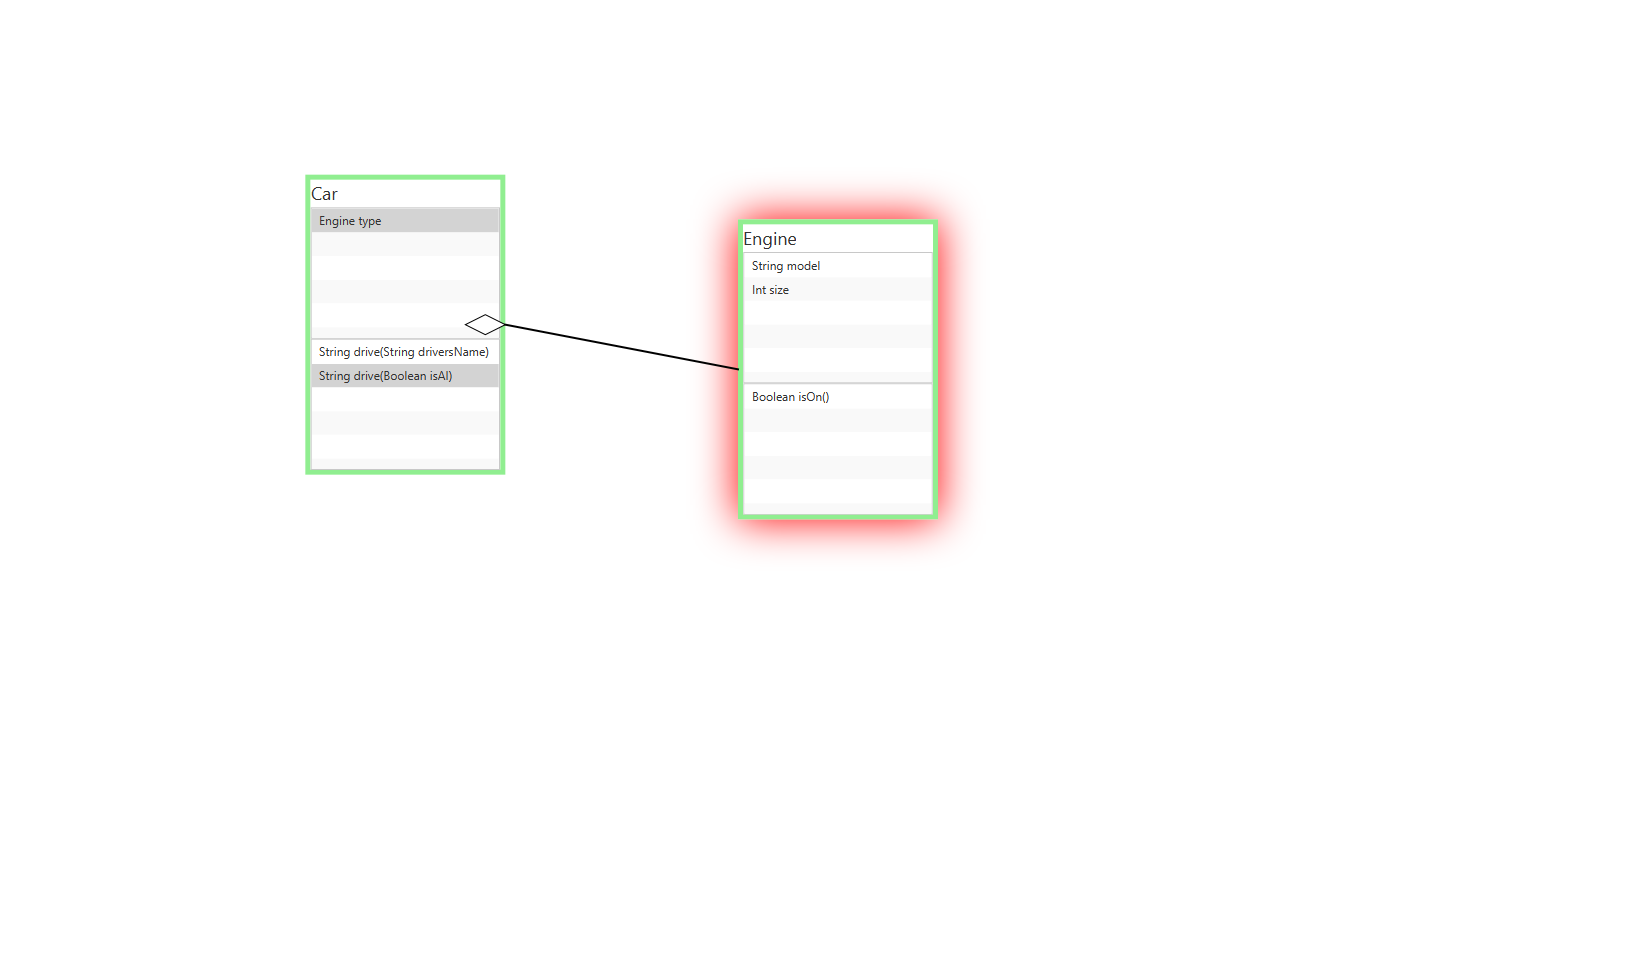 Car
Engine type
String drive(String driversName)
String drive(Boolean isAI)
Engine
String model
Int size
Boolean isOn()